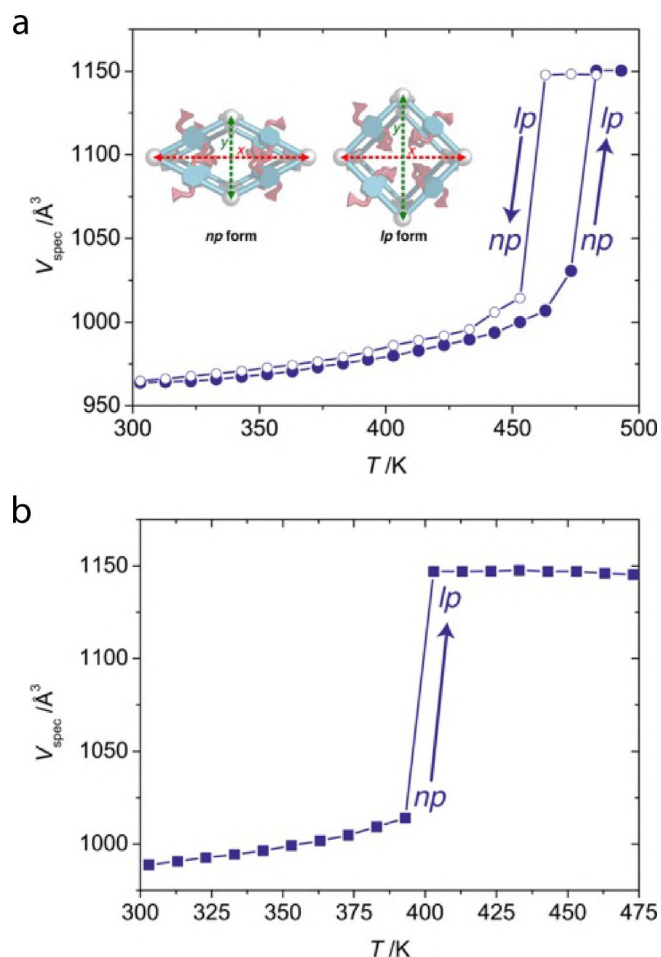 a
1150
1100
1050
1000
950
V_spec /Å³
y
x
np form
y
x
lp form
lp
np
lp
np
300
350
400
450
500
T /K
b
1150
1100
1050
1000
V_spec /Å³
lp
np
300
325
350
375
400
425
450
475
T /K